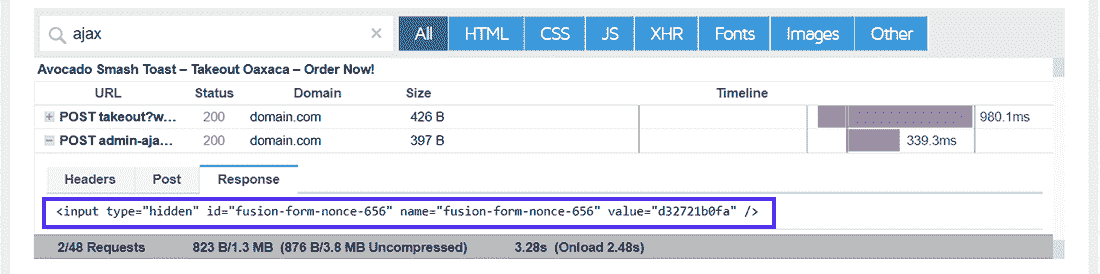 ajax × All HTML CSS JS XHR Fonts Images Other
Avocado Smash Toast – Takeout Oaxaca – Order Now!
URL Status Domain Size Timeline
POST takeout?w... 200 domain.com 426 B 980.1ms
POST admin-aja... 200 domain.com 397 B 339.3ms
Headers Post Response
<input type="hidden" id="fusion-form-nonce-656" name="fusion-form-nonce-656" value="d32721b0fa" />
2/48 Requests 823 B/1.3 MB (876 B/3.8 MB Uncompressed) 3.28s (Onload 2.48s)